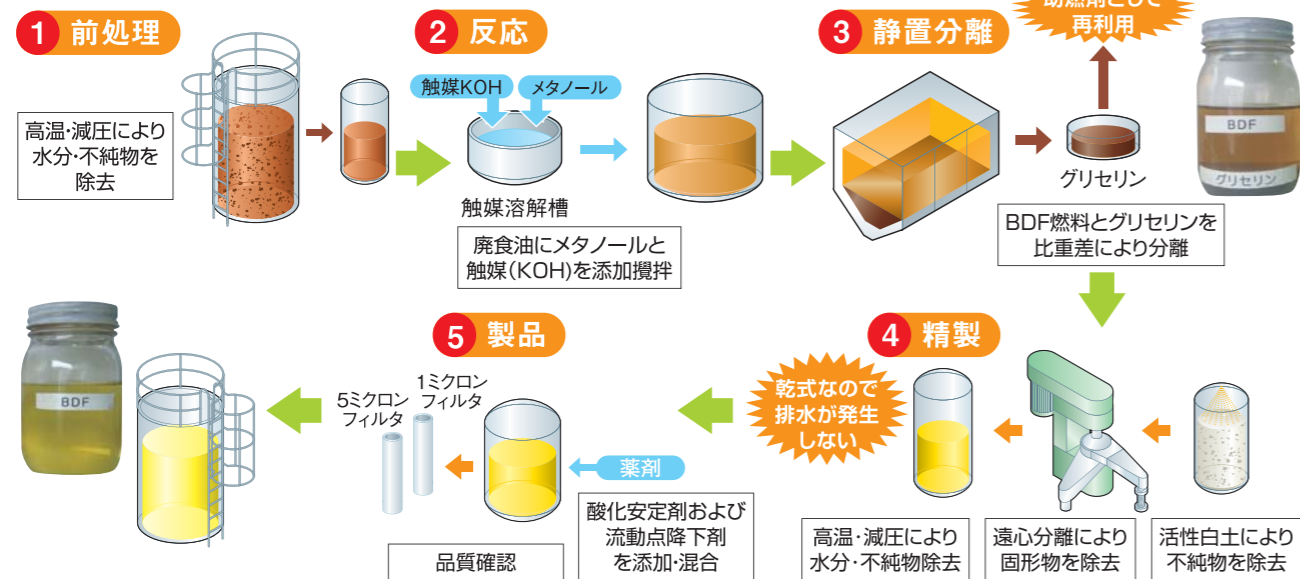 1 前処理
高温・減圧により
水分・不純物を
除去
2 反応
触媒KOH
メタノール
触媒溶解槽
廃食油にメタノールと
触媒(KOH)を添加攪拌
3 静置分離
再利用
グリセリン
BDF燃料とグリセリンを
比重差により分離
BDF
グリセリン
4 精製
活性白土により
不純物を除去
遠心分離により
固形物を除去
高温・減圧により
水分・不純物除去
乾式なので
排水が発生
しない
5 製品
薬剤
酸化安定剤および
流動点降下剤
を添加・混合
1ミクロン
フィルタ
5ミクロン
フィルタ
品質確認
BDF